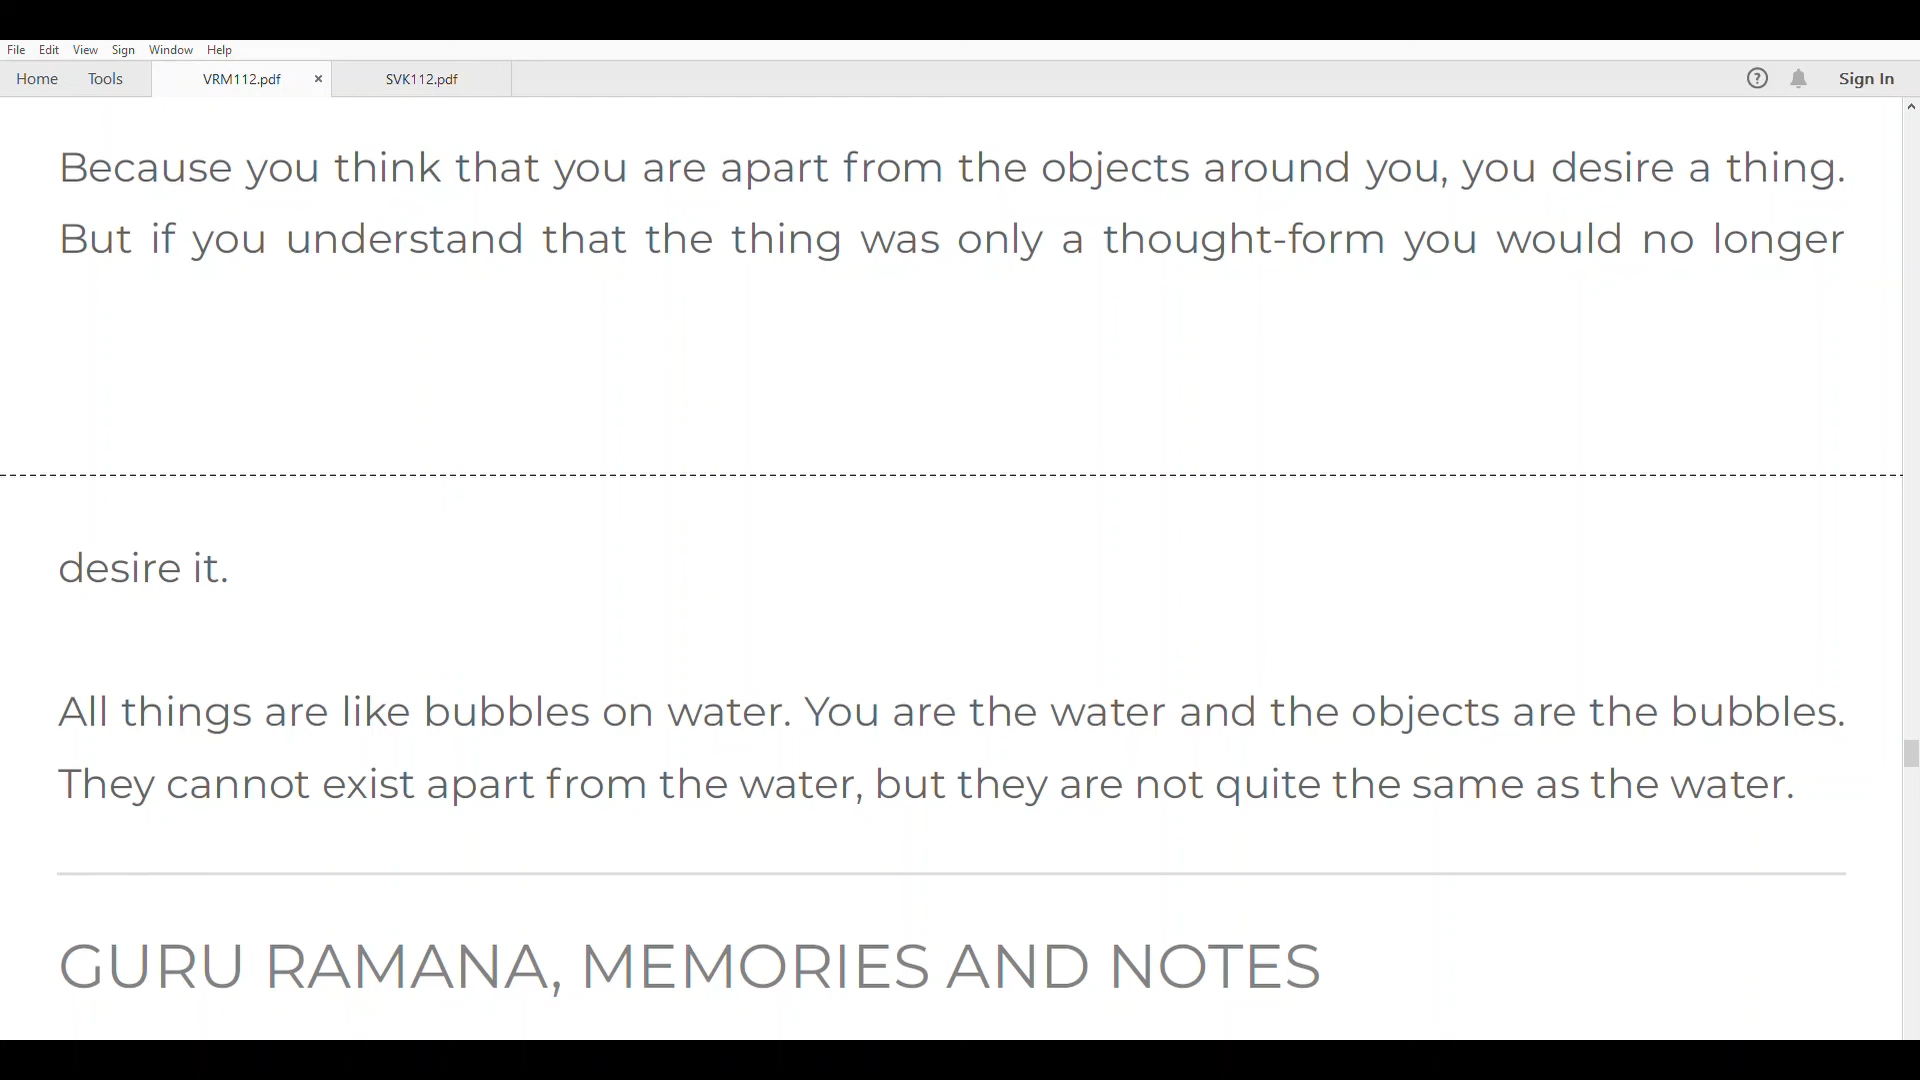 File Edit View Sign Window Help
Home Tools VRM112.pdf × SVK112.pdf ? Sign In
Because you think that you are apart from the objects around you, you desire a thing.
But if you understand that the thing was only a thought-form you would no longer
desire it.
All things are like bubbles on water. You are the water and the objects are the bubbles.
They cannot exist apart from the water, but they are not quite the same as the water.
GURU RAMANA, MEMORIES AND NOTES